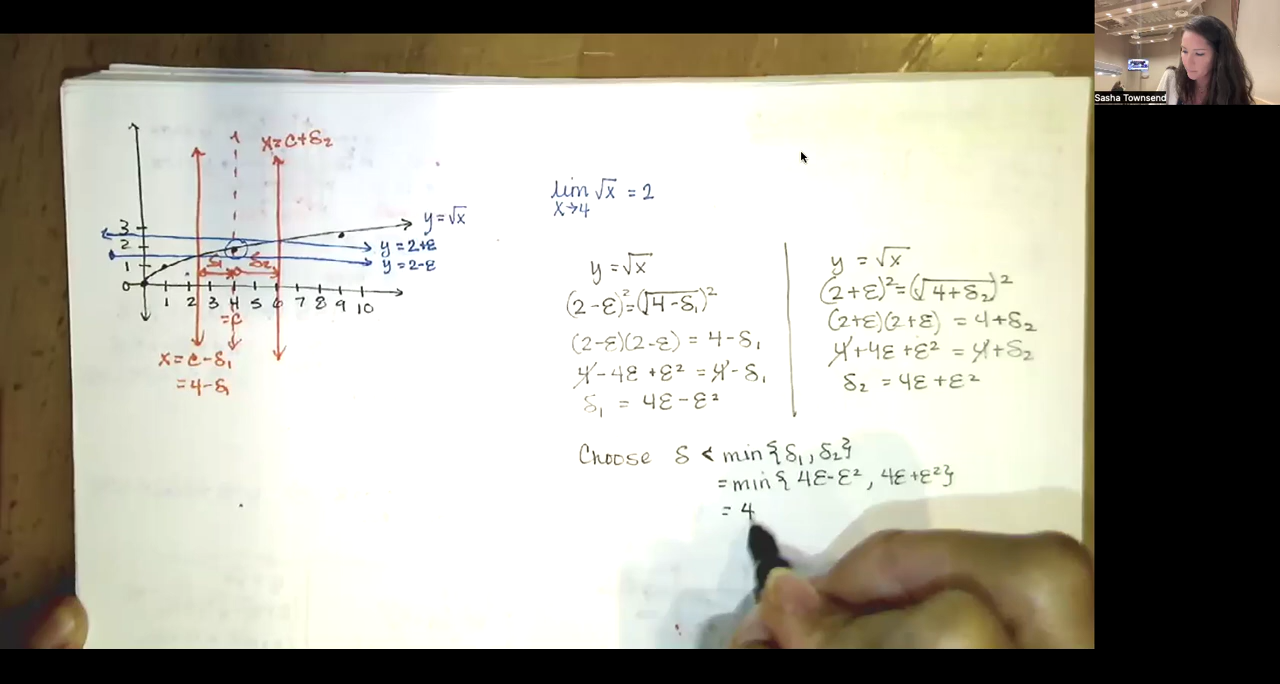 Sasha Townsend
x=c+δ₂
y=√x
y=2+ε
y=2-ε
3
2
1
0
δ₁ δ₂
1 2 3 4 5 6 7 8 9 10
=c
x=c-δ₁
=4-δ₁
lim √x = 2
x→4
y=√x
(2-ε)²=(√4-δ₁)²
(2-ε)(2-ε) = 4-δ₁
4-4ε+ε² = 4-δ₁
δ₁ = 4ε-ε²
y = √x
(2+ε)²=(√4+δ₂)²
(2+ε)(2+ε) = 4+δ₂
4+4ε+ε² = 4+δ₂
δ₂ = 4ε+ε²
Choose δ < min{δ₁, δ₂}
=min{4ε-ε², 4ε+ε²}
= 4